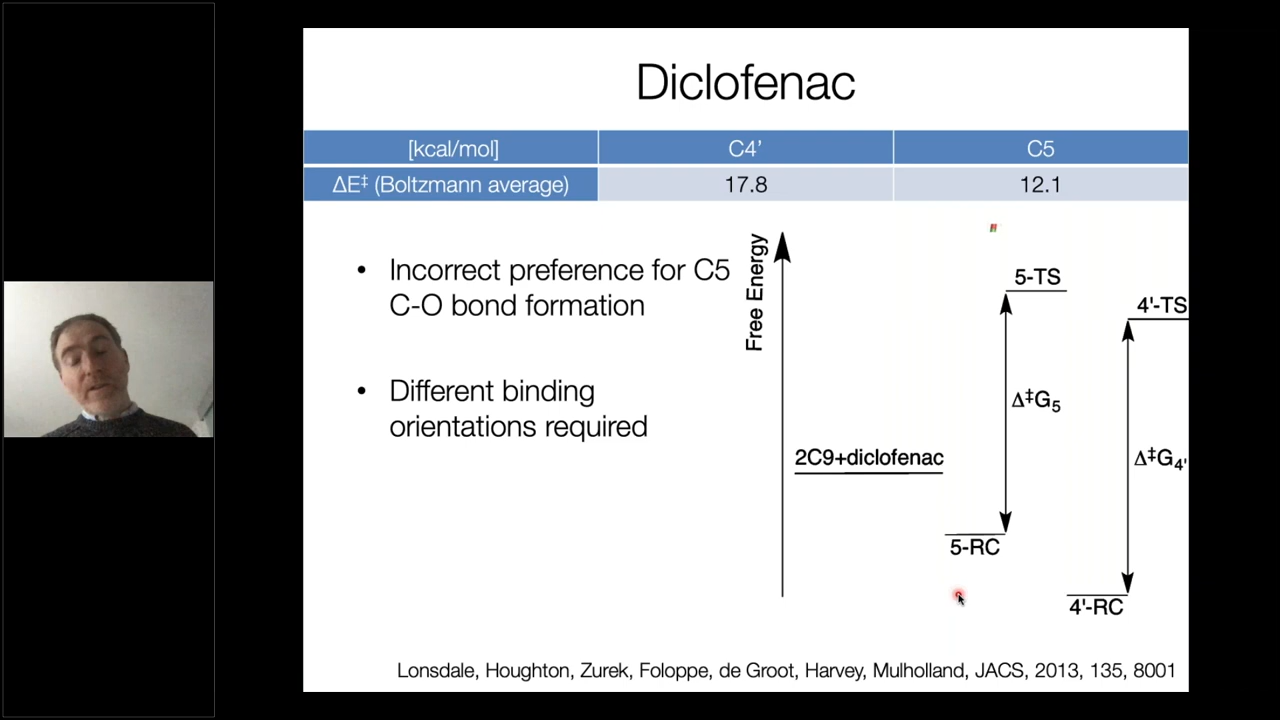 Diclofenac
[kcal/mol] C4’ C5
ΔE‡ (Boltzmann average) 17.8 12.1
• Incorrect preference for C5
C-O bond formation
• Different binding
orientations required
Free Energy
5-TS
4'-TS
Δ‡G5
2C9+diclofenac
Δ‡G4'
5-RC
4'-RC
Lonsdale, Houghton, Zurek, Foloppe, de Groot, Harvey, Mulholland, JACS, 2013, 135, 8001